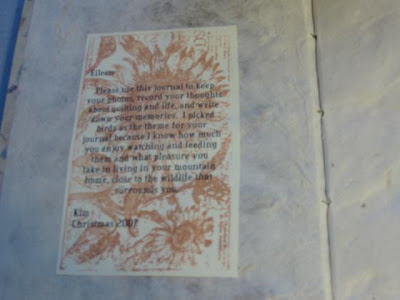 Eileen
Please use this journal to keep
your photos, record your thoughts
about quilting and life, and write
down your memories. I picked
birds as the theme for your
journal because I know how much
you enjoy watching and feeding
them and what pleasure you
take to living in your mountain
home, close to the wildlife that
surrounds you.
Kim
Christmas 2007